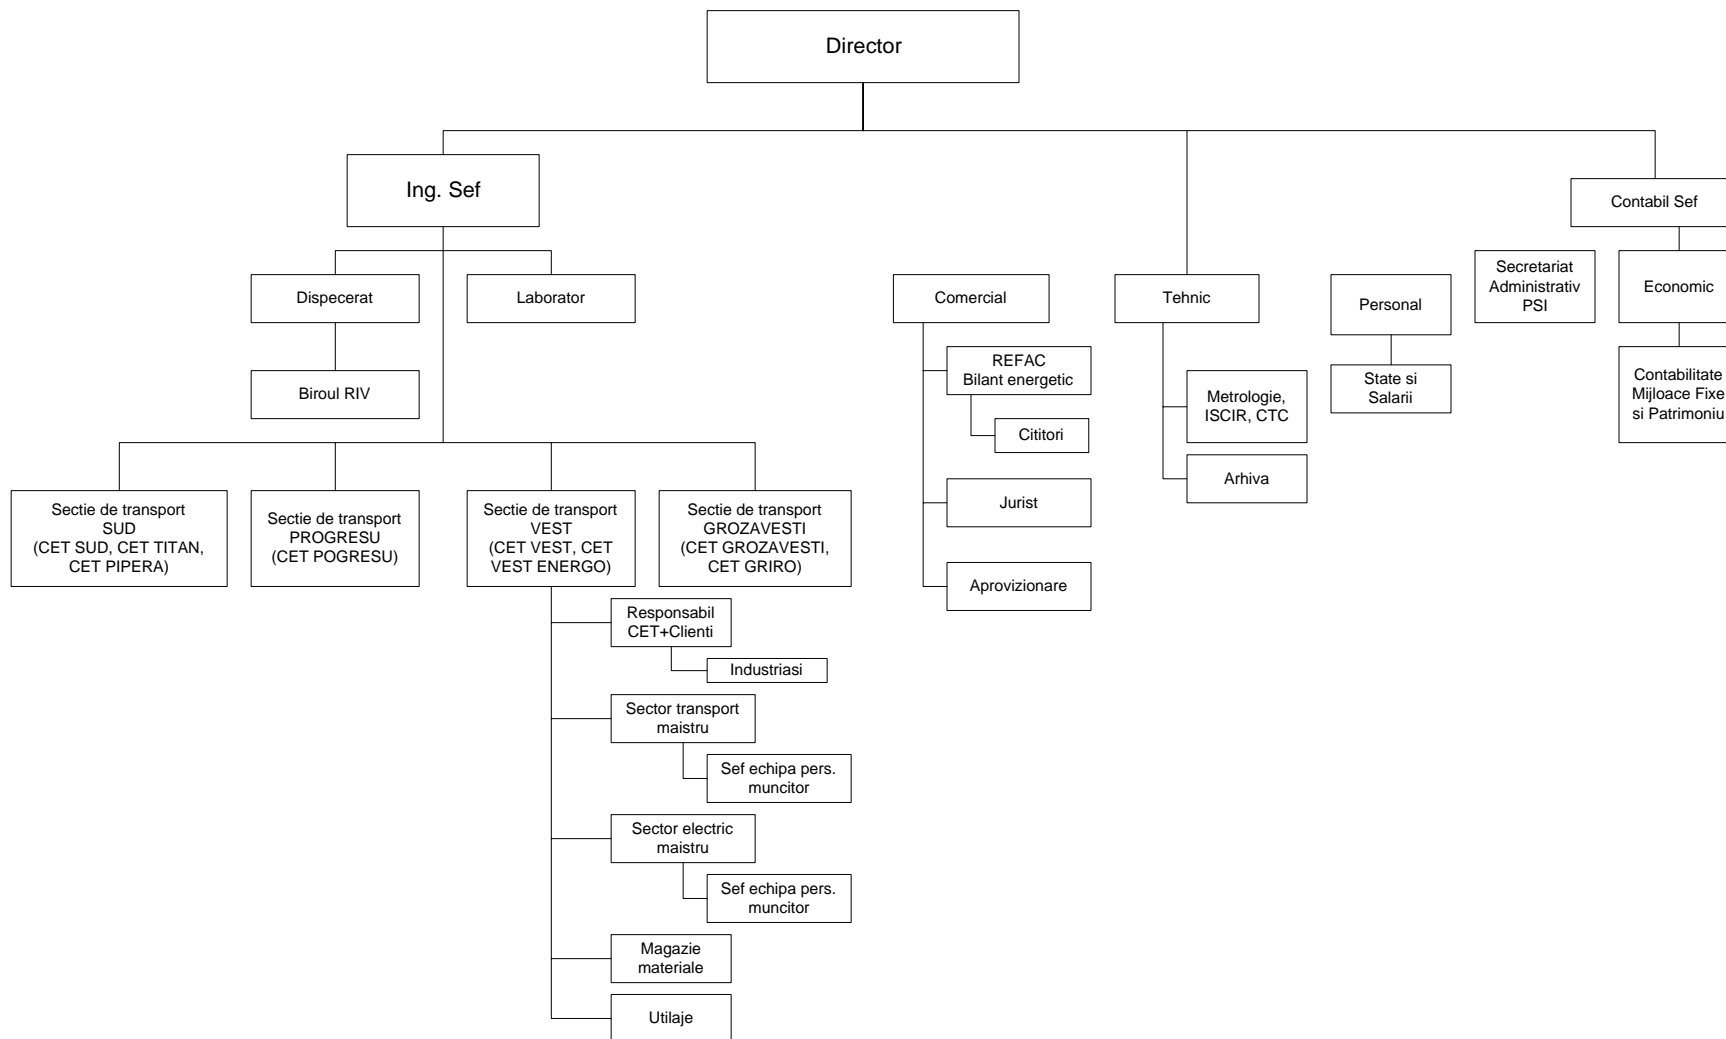 Director
Ing. Sef
Contabil Sef
Dispecerat
Laborator
Comercial
Tehnic
Personal
Secretariat
Administrativ
PSI
Economic
Biroul RIV
REFAC
Bilant energetic
Cititori
Jurist
Aprovizionare
Metrologie,
ISCIR, CTC
Arhiva
State si
Salarii
Contabilitate
Mijloace Fixe
si Patrimoniu
Sectie de transport
SUD
(CET SUD, CET TITAN,
CET PIPERA)
Sectie de transport
PROGRESU
(CET POGRESU)
Sectie de transport
VEST
(CET VEST, CET
VEST ENERGO)
Sectie de transport
GROZAVESTI
(CET GROZAVESTI,
CET GRIRO)
Responsabil
CET+Clienti
Industriasi
Sector transport
maistru
Sef echipa pers.
muncitor
Sector electric
maistru
Sef echipa pers.
muncitor
Magazie
materiale
Utilaje